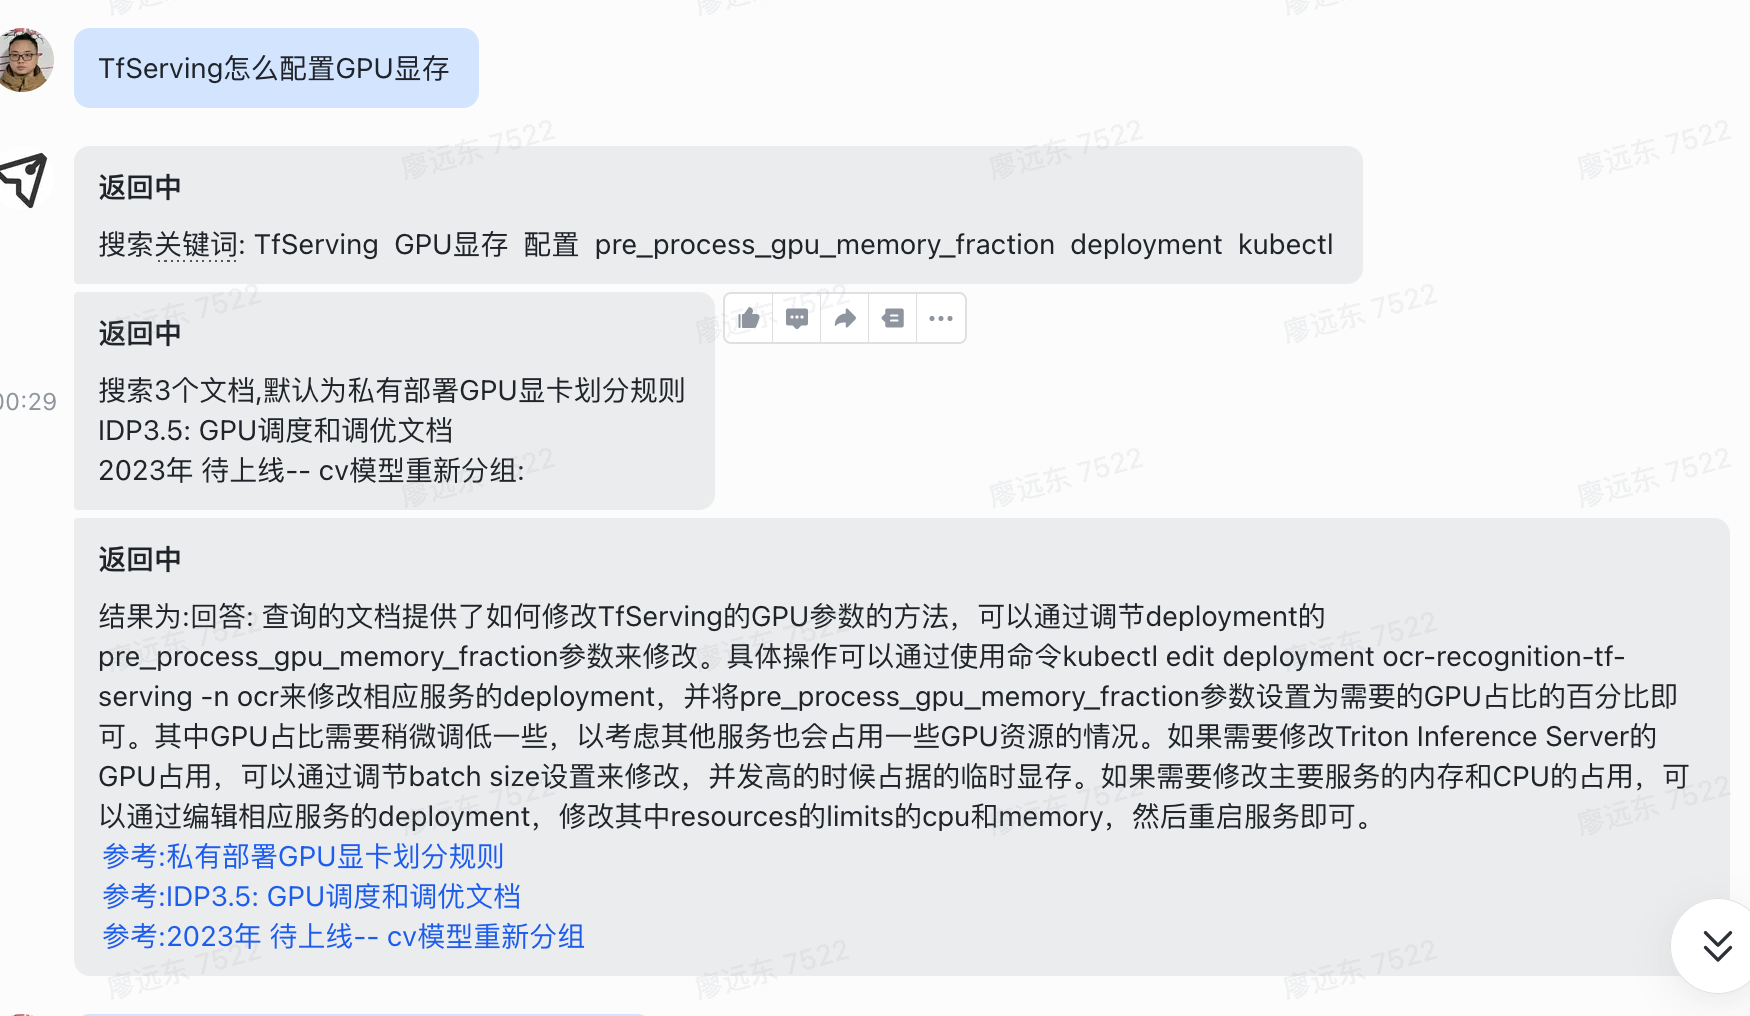 TfServing怎么配置GPU显存
返回中
搜索关键词: TfServing GPU显存 配置 pre_process_gpu_memory_fraction deployment kubectl
返回中
搜索3个文档,默认为私有部署GPU显卡划分规则
00:29
IDP3.5: GPU调度和调优文档
2023年 待上线-- cv模型重新分组:
返回中
结果为:回答: 查询的文档提供了如何修改TfServing的GPU参数的方法，可以通过调节deployment的
pre_process_gpu_memory_fraction参数来修改。具体操作可以通过使用命令kubectl edit deployment ocr-recognition-tf-
serving -n ocr来修改相应服务的deployment，并将pre_process_gpu_memory_fraction参数设置为需要的GPU占比的百分比即
可。其中GPU占比需要稍微调低一些，以考虑其他服务也会占用一些GPU资源的情况。如果需要修改Triton Inference Server的
GPU占用，可以通过调节batch size设置来修改，并发高的时候占据的临时显存。如果需要修改主要服务的内存和CPU的占用，可
以通过编辑相应服务的deployment，修改其中resources的limits的cpu和memory，然后重启服务即可。
参考:私有部署GPU显卡划分规则
参考:IDP3.5: GPU调度和调优文档
参考:2023年 待上线-- cv模型重新分组
廖远东 7522